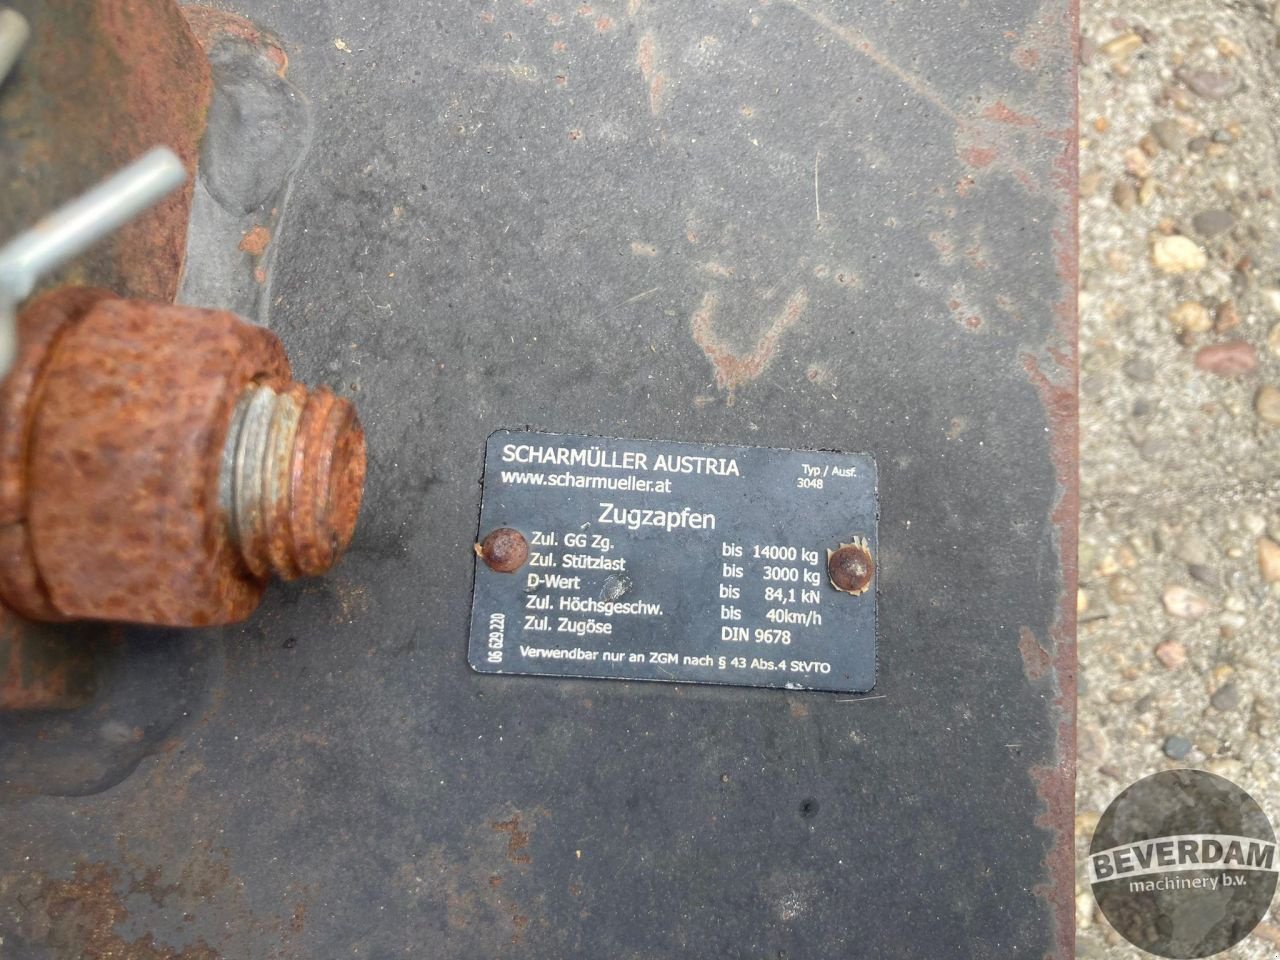 SCHARMÜLLER AUSTRIA
www.scharmueller.at
Typ / Ausf.
3048
Zugzapfen
Zul. GG Zg. bis 14000 kg
Zul. Stützlast bis 3000 kg
D-Wert bis 84,1 kN
Zul. Höchsgeschw. bis 40km/h
Zul. Zugöse DIN 9678
06 629.220
Verwendbar nur an ZGM nach § 43 Abs.4 StVTO
BEVERDAM
machinery b.v.